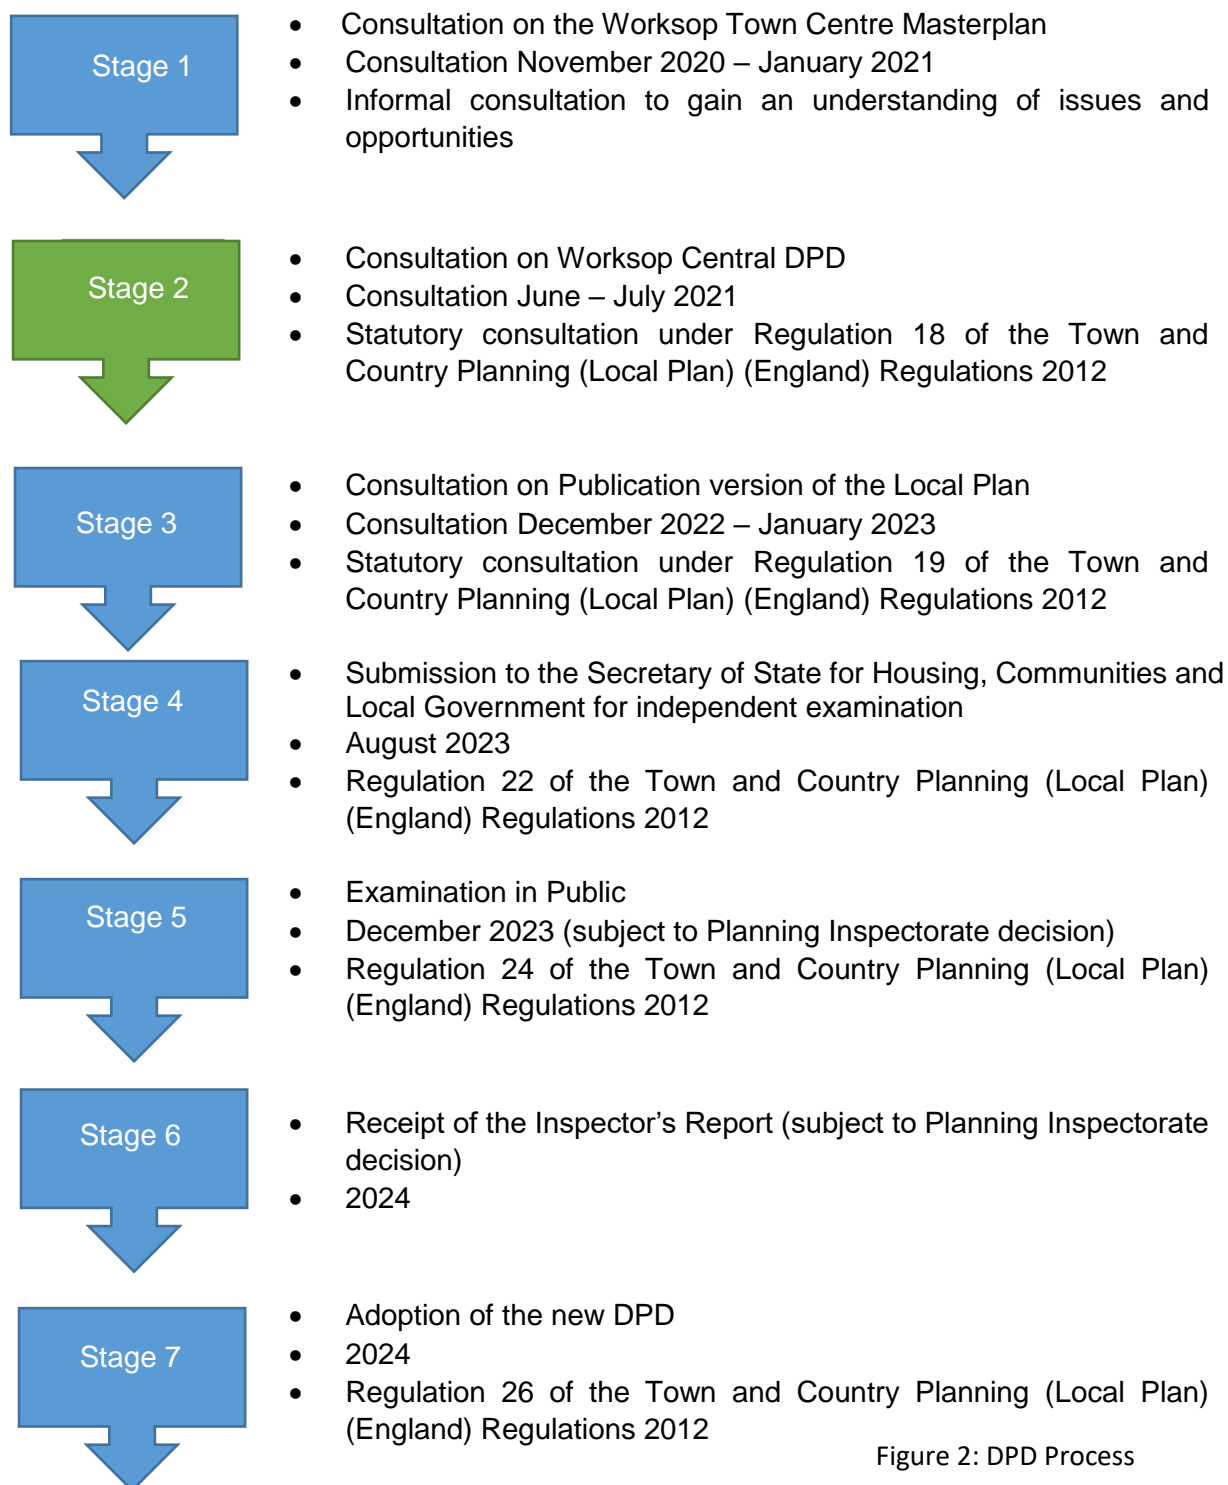 Stage 1
• Consultation on the Worksop Town Centre Masterplan
• Consultation November 2020 – January 2021
• Informal consultation to gain an understanding of issues and
opportunities
Stage 2
• Consultation on Worksop Central DPD
• Consultation June – July 2021
• Statutory consultation under Regulation 18 of the Town and
Country Planning (Local Plan) (England) Regulations 2012
Stage 3
• Consultation on Publication version of the Local Plan
• Consultation December 2022 – January 2023
• Statutory consultation under Regulation 19 of the Town and
Country Planning (Local Plan) (England) Regulations 2012
Stage 4
• Submission to the Secretary of State for Housing, Communities and
Local Government for independent examination
• August 2023
• Regulation 22 of the Town and Country Planning (Local Plan)
(England) Regulations 2012
Stage 5
• Examination in Public
• December 2023 (subject to Planning Inspectorate decision)
• Regulation 24 of the Town and Country Planning (Local Plan)
(England) Regulations 2012
Stage 6
• Receipt of the Inspector’s Report (subject to Planning Inspectorate
decision)
• 2024
Stage 7
• Adoption of the new DPD
• 2024
• Regulation 26 of the Town and Country Planning (Local Plan)
(England) Regulations 2012
Figure 2: DPD Process